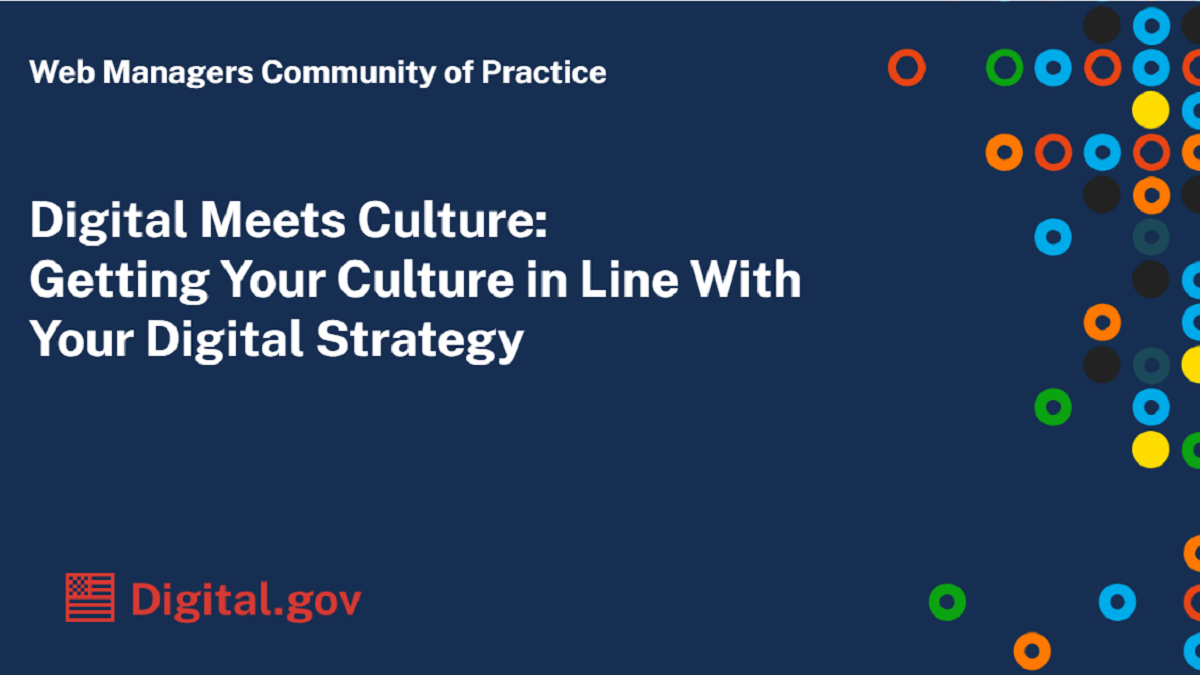 Web Managers Community of Practice
Digital Meets Culture:
Getting Your Culture in Line With
Your Digital Strategy
Digital.gov